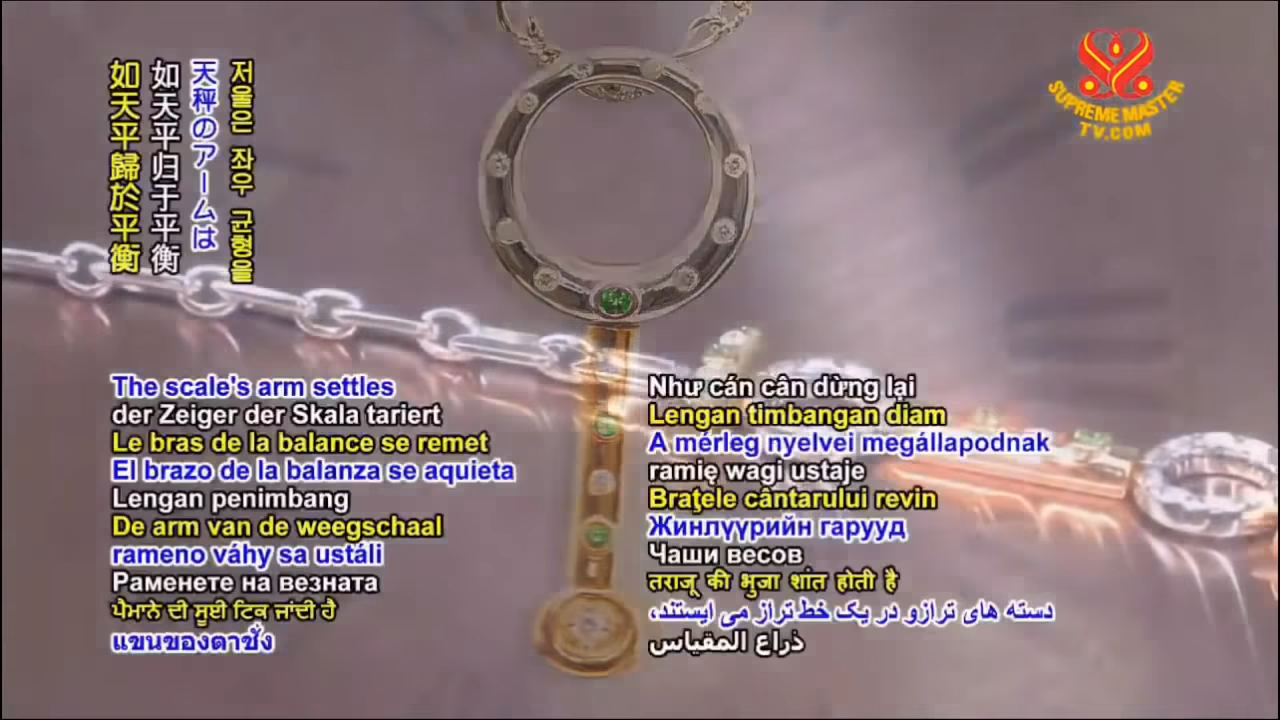 저울은 좌우 균형을
天秤のアームは
如天平归于平衡
如天平歸於平衡
SUPREME MASTER
TV.COM
The scale's arm settles
der Zeiger der Skala tariert
Le bras de la balance se remet
El brazo de la balanza se aquieta
Lengan penimbang
De arm van de weegschaal
rameno váhy sa ustáli
Раменете на везната
ਪੈਮਾਨੇ ਦੀ ਸੂਈ ਟਿਕ ਜਾਂਦੀ ਹੈ
แขนของตาชั่ง
Như cán cân dừng lại
Lengan timbangan diam
A mérleg nyelvei megállapodnak
ramię wagi ustaje
Braţele cântarului revin
Жинлүүрийн гарууд
Чаши весов
तराजू की भुजा शांत होती है
دسته های ترازو در یک خط تراز می ایستند،
ذراع المقياس